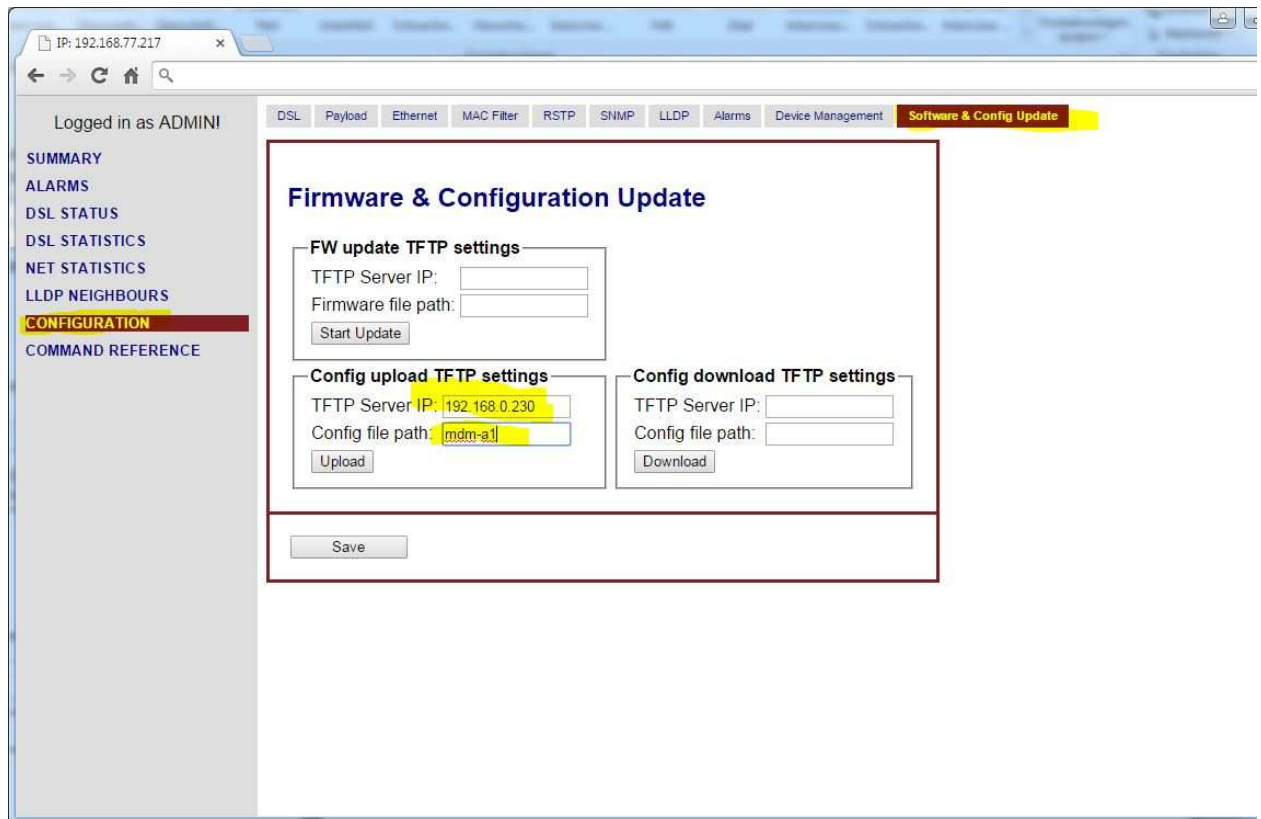 IP: 192.168.77.217
Logged in as ADMIN!
SUMMARY
ALARMS
DSL STATUS
DSL STATISTICS
NET STATISTICS
LLDP NEIGHBOURS
CONFIGURATION
COMMAND REFERENCE
DSL Payload Ethernet MAC Filter RSTP SNMP LLDP Alarms Device Management Software & Config Update
Firmware & Configuration Update
FW update TFTP settings
TFTP Server IP:
Firmware file path:
Start Update
Config upload TFTP settings
TFTP Server IP: 192.168.0.230
Config file path: mdm-a1
Upload
Config download TFTP settings
TFTP Server IP:
Config file path:
Download
Save